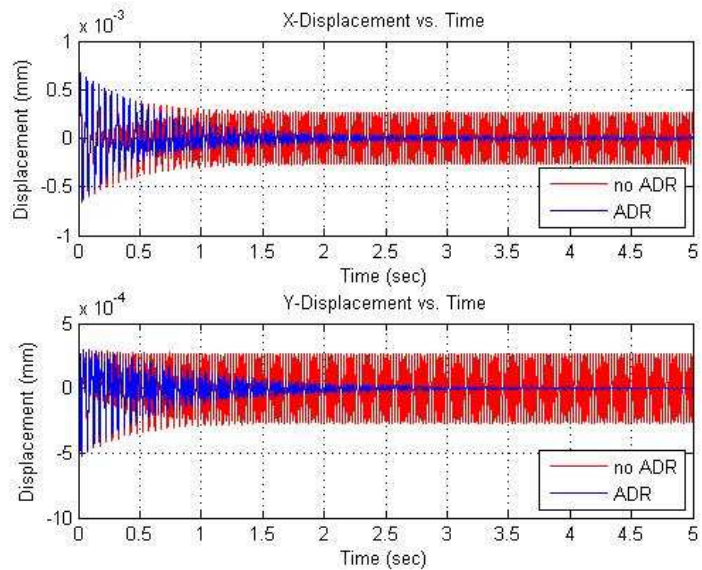 X-Displacement vs. Time
x 10^-3
1
0.5
0
-0.5
-1
Displacement (mm)
no ADR
ADR
0 0.5 1 1.5 2 2.5 3 3.5 4 4.5 5
Time (sec)
Y-Displacement vs. Time
x 10^-4
5
0
-5
-10
Displacement (mm)
no ADR
ADR
0 0.5 1 1.5 2 2.5 3 3.5 4 4.5 5
Time (sec)